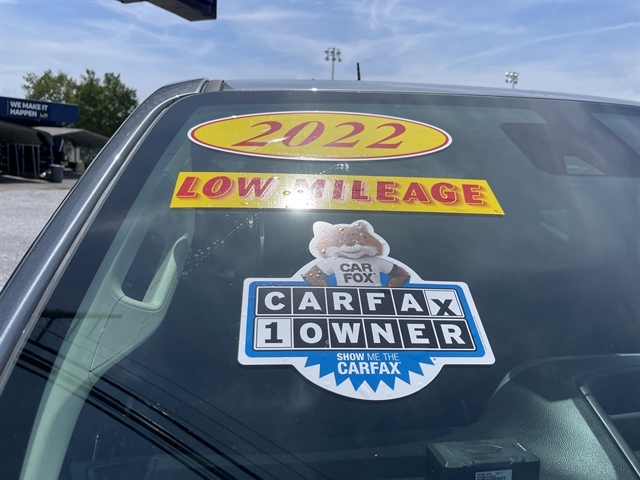 WE MAKE IT
HAPPEN
2022
LOW MILEAGE
CAR
FOX
CARFAX
1 OWNER
SHOW ME THE
CARFAX